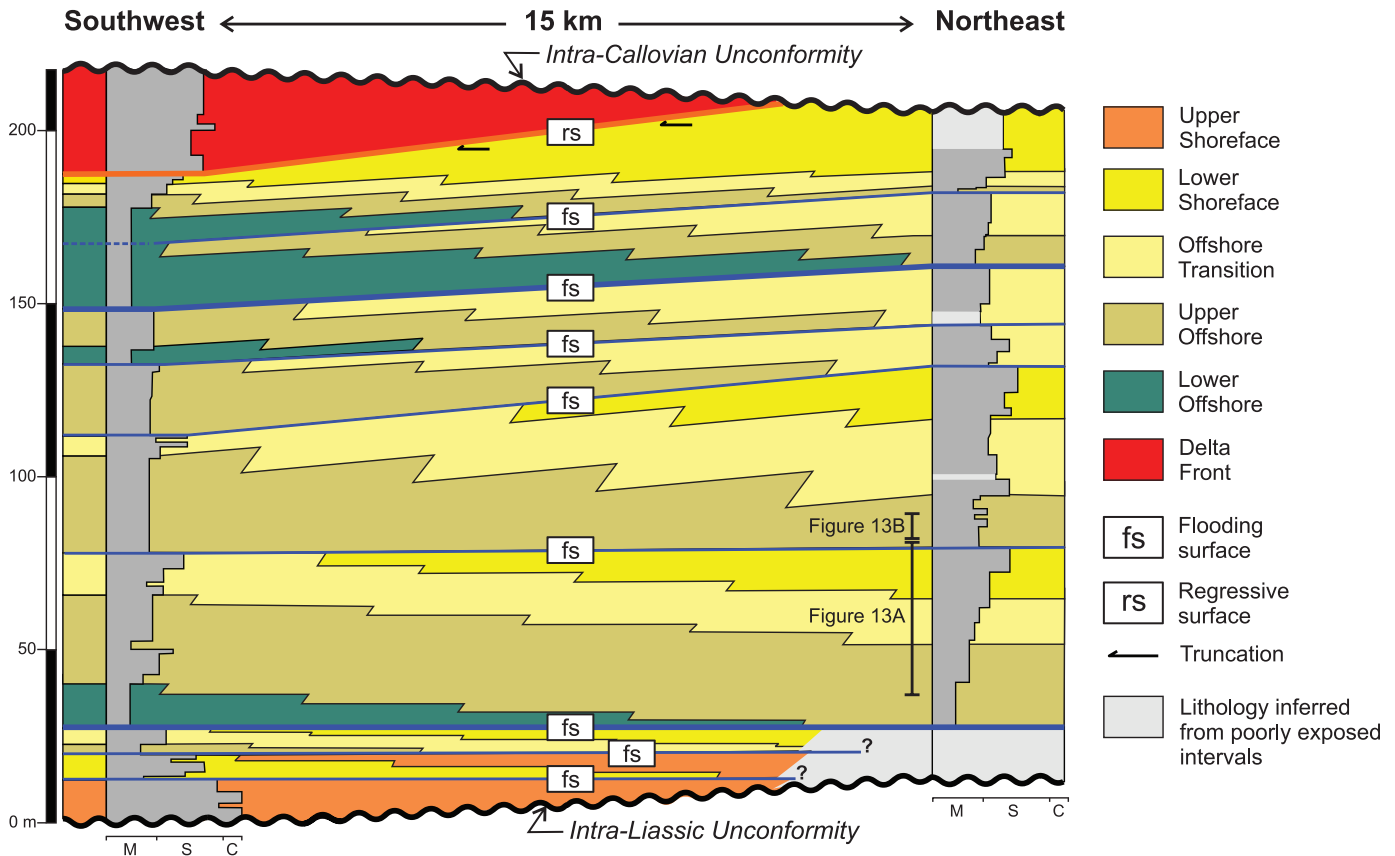 Southwest
15 km
Northeast
Intra-Callovian Unconformity
200
150
100
50
0 m
rs
fs
fs
fs
fs
fs
fs
fs
fs
?
?
Figure 13B
Figure 13A
Intra-Liassic Unconformity
M S C
M S C
Upper
Shoreface
Lower
Shoreface
Offshore
Transition
Upper
Offshore
Lower
Offshore
Delta
Front
fs
Flooding
surface
rs
Regressive
surface
Truncation
Lithology inferred
from poorly exposed
intervals